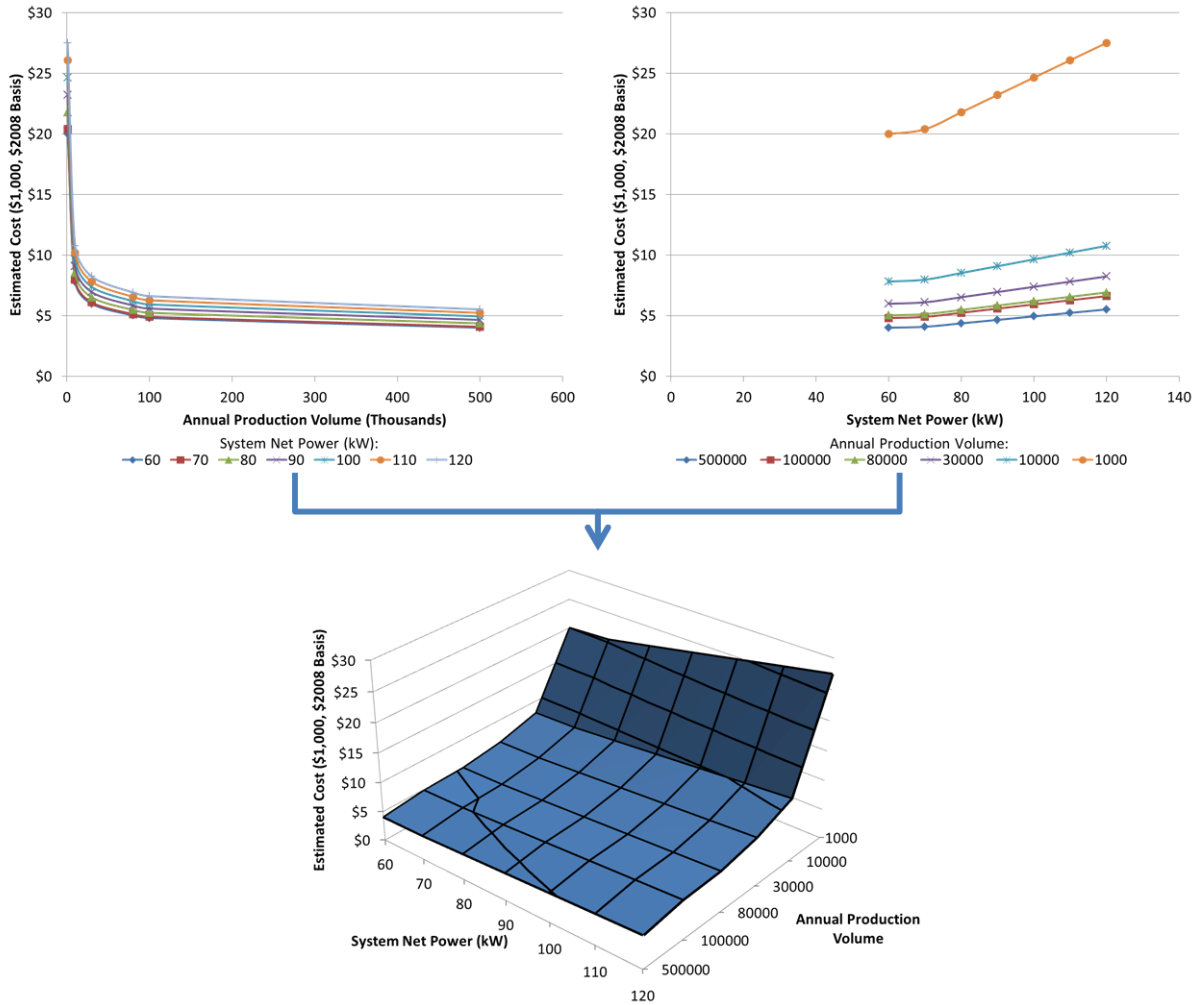 Estimated Cost ($1,000, $2008 Basis)
$30
$25
$20
$15
$10
$5
$0
0 100 200 300 400 500 600
Annual Production Volume (Thousands)
System Net Power (kW):
60 70 80 90 100 110 120
Estimated Cost ($1,000, $2008 Basis)
$30
$25
$20
$15
$10
$5
$0
0 20 40 60 80 100 120 140
System Net Power (kW)
Annual Production Volume:
500000 100000 80000 30000 10000 1000
Estimated Cost ($1,000, $2008 Basis)
$30
$25
$20
$15
$10
$5
$0
60
70
80
90
100
110
120
System Net Power (kW)
1000
10000
30000
80000
100000
500000
Annual Production
Volume